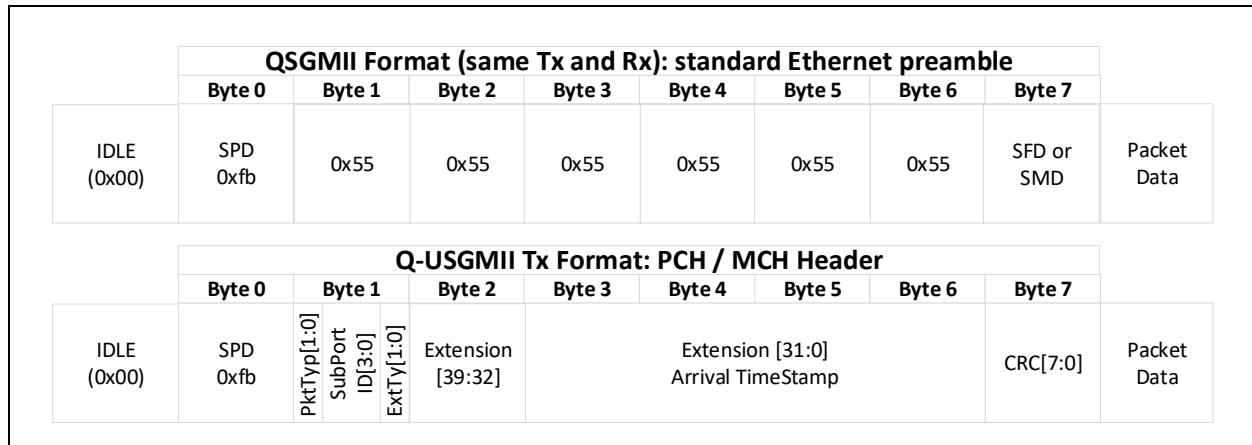 QSGMII Format (same Tx and Rx): standard Ethernet preamble
Byte 0 Byte 1 Byte 2 Byte 3 Byte 4 Byte 5 Byte 6 Byte 7
IDLE
(0x00)
SPD
0xfb
0x55
0x55
0x55
0x55
0x55
0x55
SFD or
SMD
Packet
Data
Q-USGMII Tx Format: PCH / MCH Header
Byte 0 Byte 1 Byte 2 Byte 3 Byte 4 Byte 5 Byte 6 Byte 7
IDLE
(0x00)
SPD
0xfb
PktTyp[1:0]
SubPort
ID[3:0]
ExtTy[1:0]
Extension
[39:32]
Extension [31:0]
Arrival TimeStamp
CRC[7:0]
Packet
Data